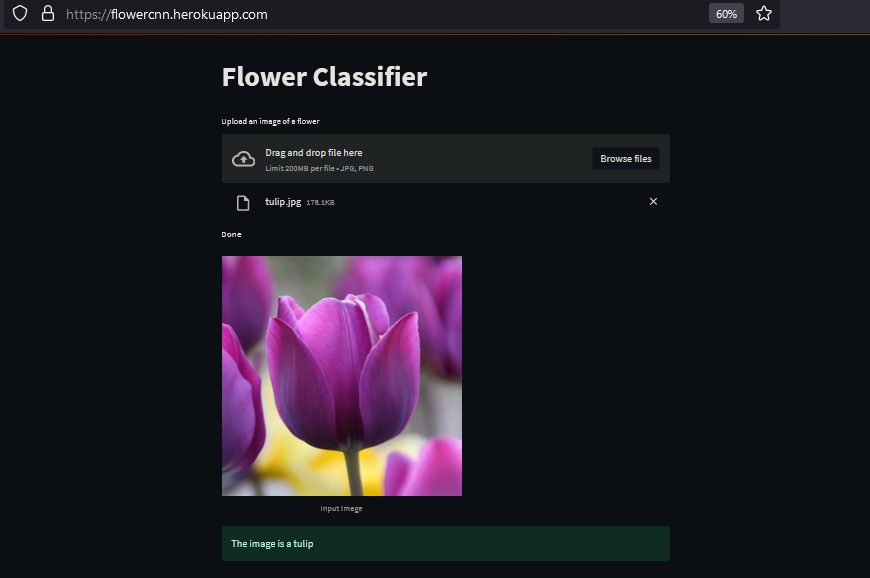 https://flowercnn.herokuapp.com 60%
Flower Classifier
Upload an image of a flower
Drag and drop file here
Limit 200MB per file • JPG, PNG
Browse files
tulip.jpg 178.1KB
Done
Input Image
The image is a tulip